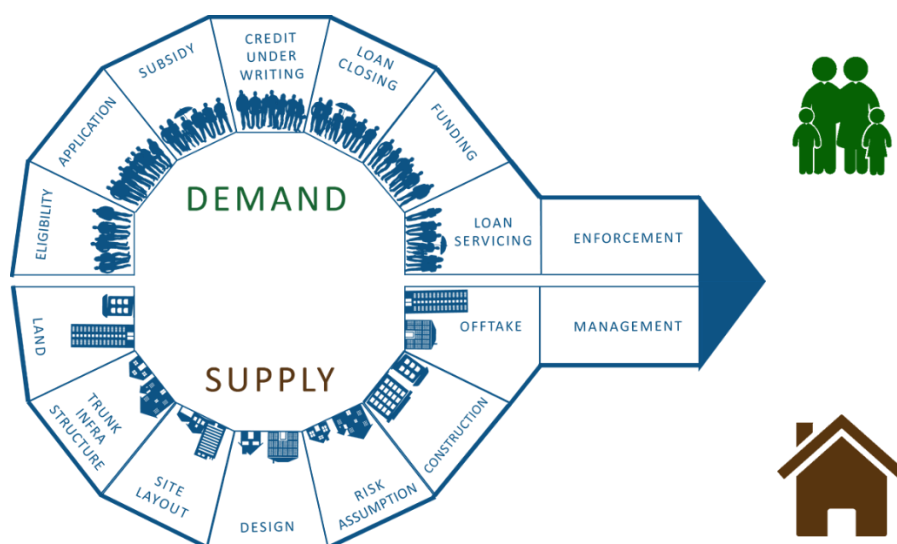 ELIGIBILITY
APPLICATION
SUBSIDY
CREDIT
UNDER
WRITING
LOAN
CLOSING
FUNDING
LOAN
SERVICING
ENFORCEMENT
DEMAND
SUPPLY
LAND
TRUNK
INFRA
STRUCTURE
SITE
LAYOUT
DESIGN
RISK
ASSUMPTION
CONSTRUCTION
OFFTAKE
MANAGEMENT